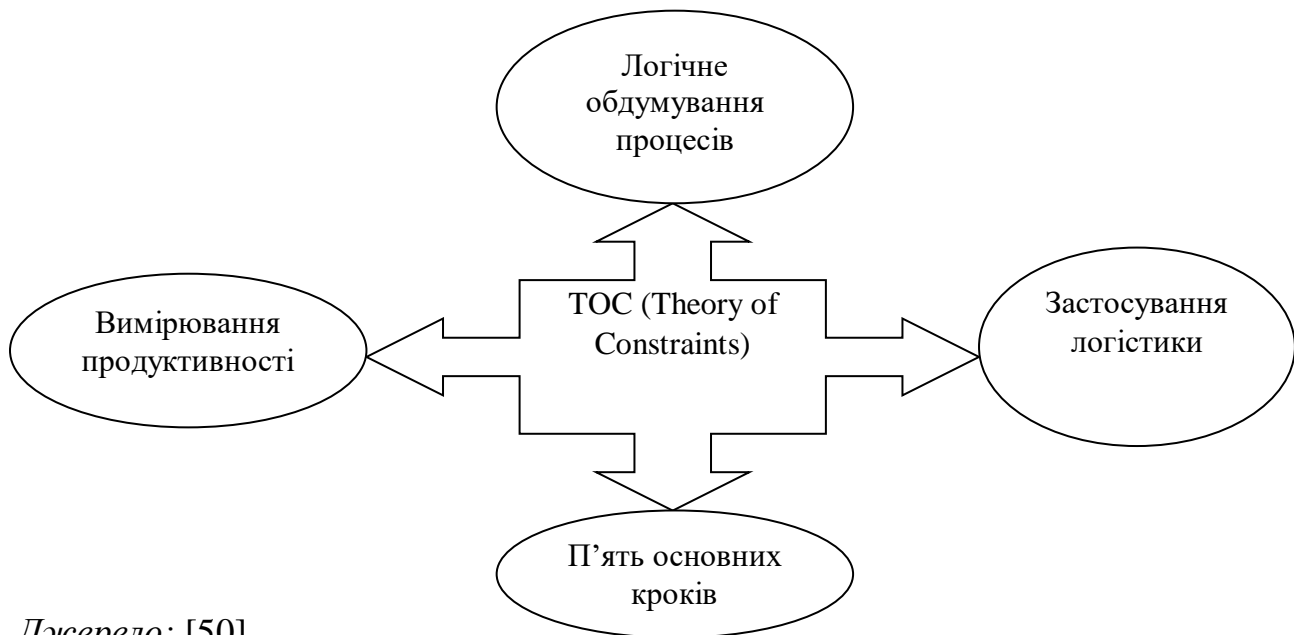 Логічне
обдумування
процесів
TOC (Theory of
Constraints)
Вимірювання
продуктивності
Застосування
логістики
П’ять основних
кроків
Джерело: [50]